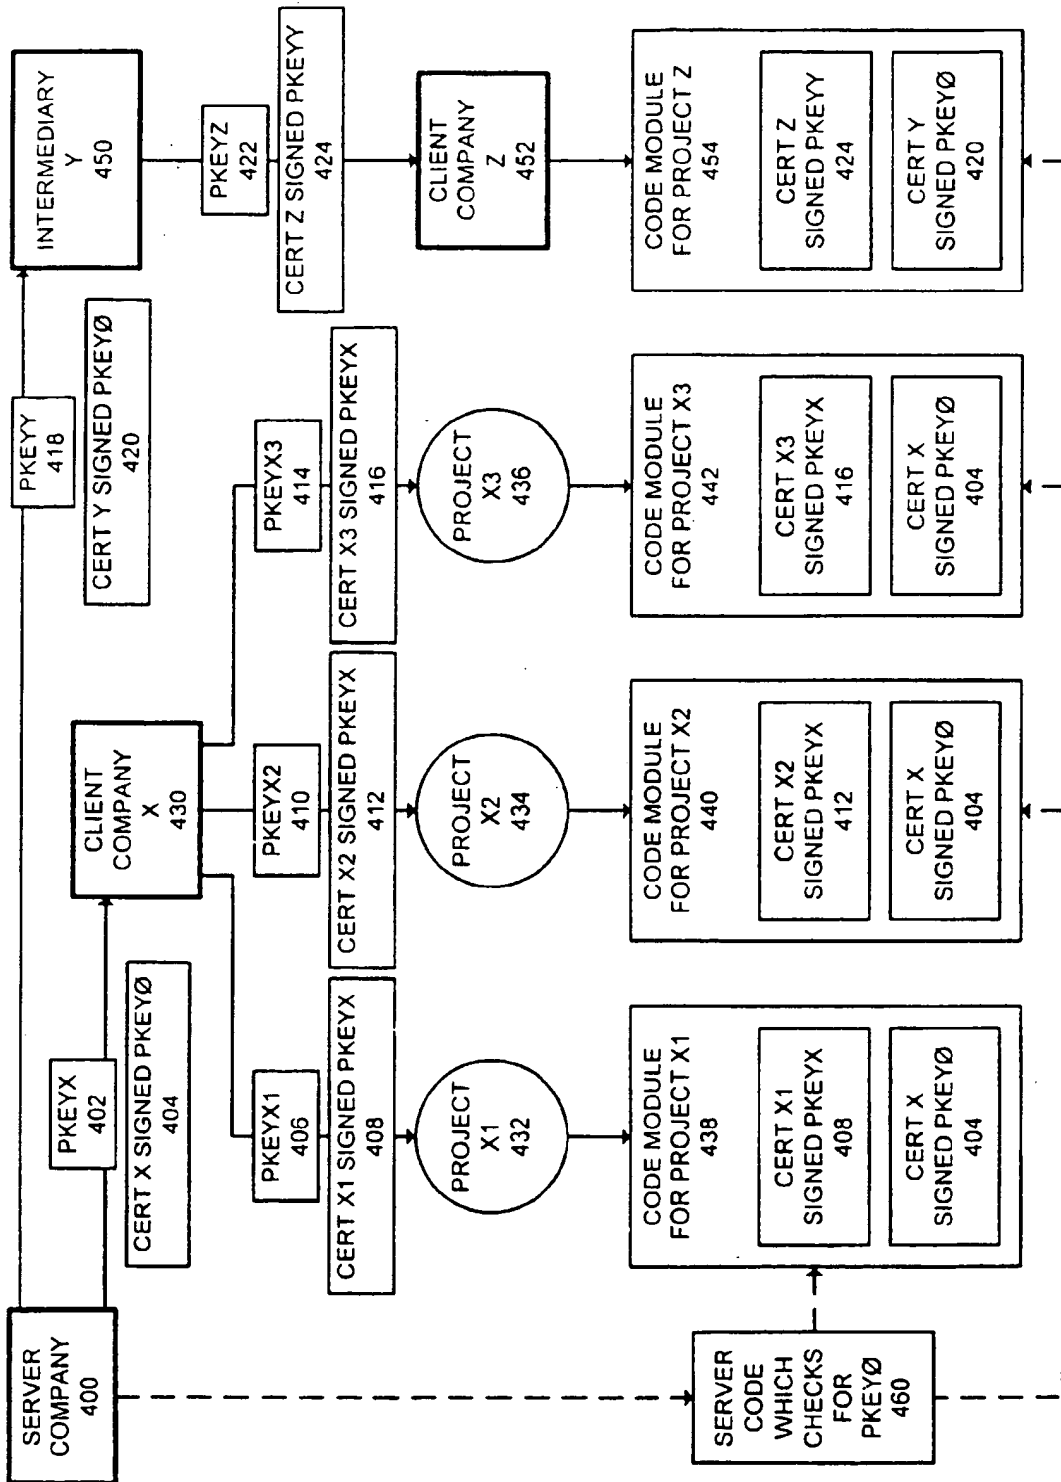 SERVER
COMPANY
400
PKEYX
402
CERT X SIGNED PKEYØ
404
PKEYY
418
CERT Y SIGNED PKEYØ
420
CLIENT
COMPANY
X
430
INTERMEDIARY
Y
450
PKEYX1
406
CERT X1 SIGNED PKEYX
408
PKEYX2
410
CERT X2 SIGNED PKEYX
412
PKEYX3
414
CERT X3 SIGNED PKEYX
416
PKEYZ
422
CERT Z SIGNED PKEYY
424
PROJECT
X1
432
PROJECT
X2
434
PROJECT
X3
436
CLIENT
COMPANY
Z
452
SERVER
CODE
WHICH
CHECKS
FOR
PKEYØ
460
CODE MODULE
FOR PROJECT X1
438
CERT X1
SIGNED PKEYX
408
CERT X
SIGNED PKEYØ
404
CODE MODULE
FOR PROJECT X2
440
CERT X2
SIGNED PKEYX
412
CERT X
SIGNED PKEYØ
404
CODE MODULE
FOR PROJECT X3
442
CERT X3
SIGNED PKEYX
416
CERT X
SIGNED PKEYØ
404
CODE MODULE
FOR PROJECT Z
454
CERT Z
SIGNED PKEYY
424
CERT Y
SIGNED PKEYØ
420